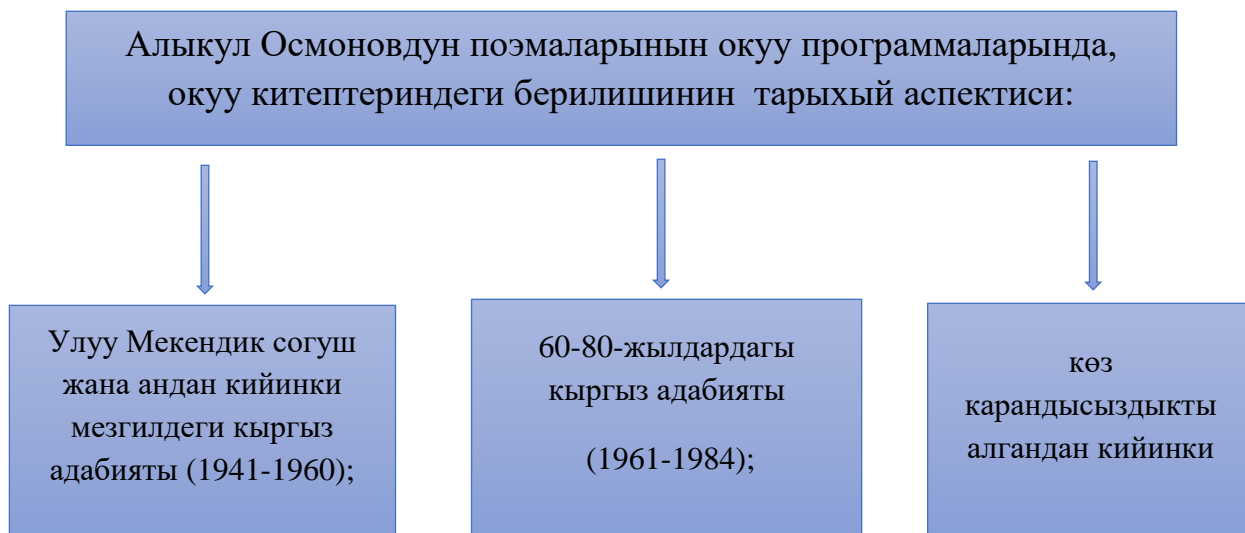 Алыкул Осмоновдун поэмаларынын окуу программаларында,
окуу китептериндеги берилишинин тарыхый аспектиси:
Улуу Мекендик согуш
жана андан кийинки
мезгилдеги кыргыз
адабияты (1941-1960);
60-80-жылдардагы
кыргыз адабияты
(1961-1984);
көз
карандысыздыкты
алгандан кийинки